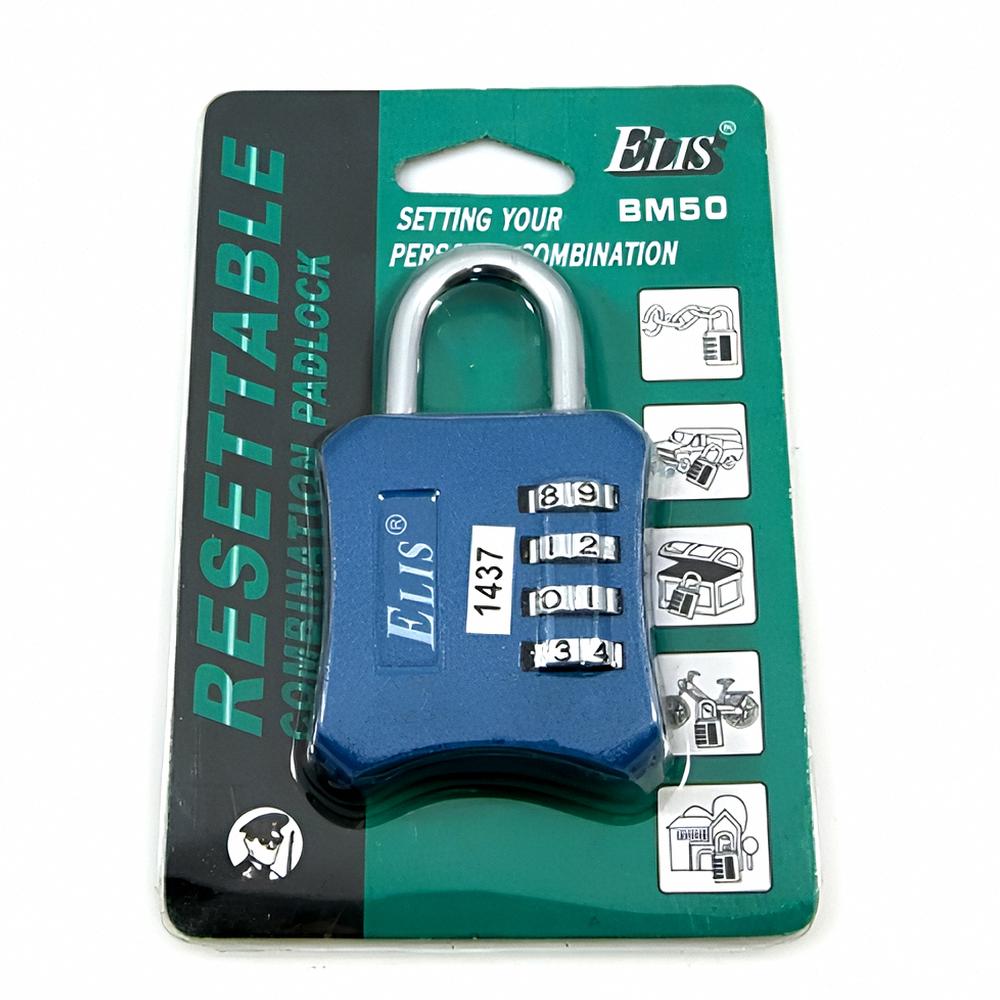 ELIS®
BM50
SETTING YOUR
COMBINATION
RESETTABLE
COMBINATION PADLOCK
ELIS®
1437
8 9
1 2
0 1
3 4